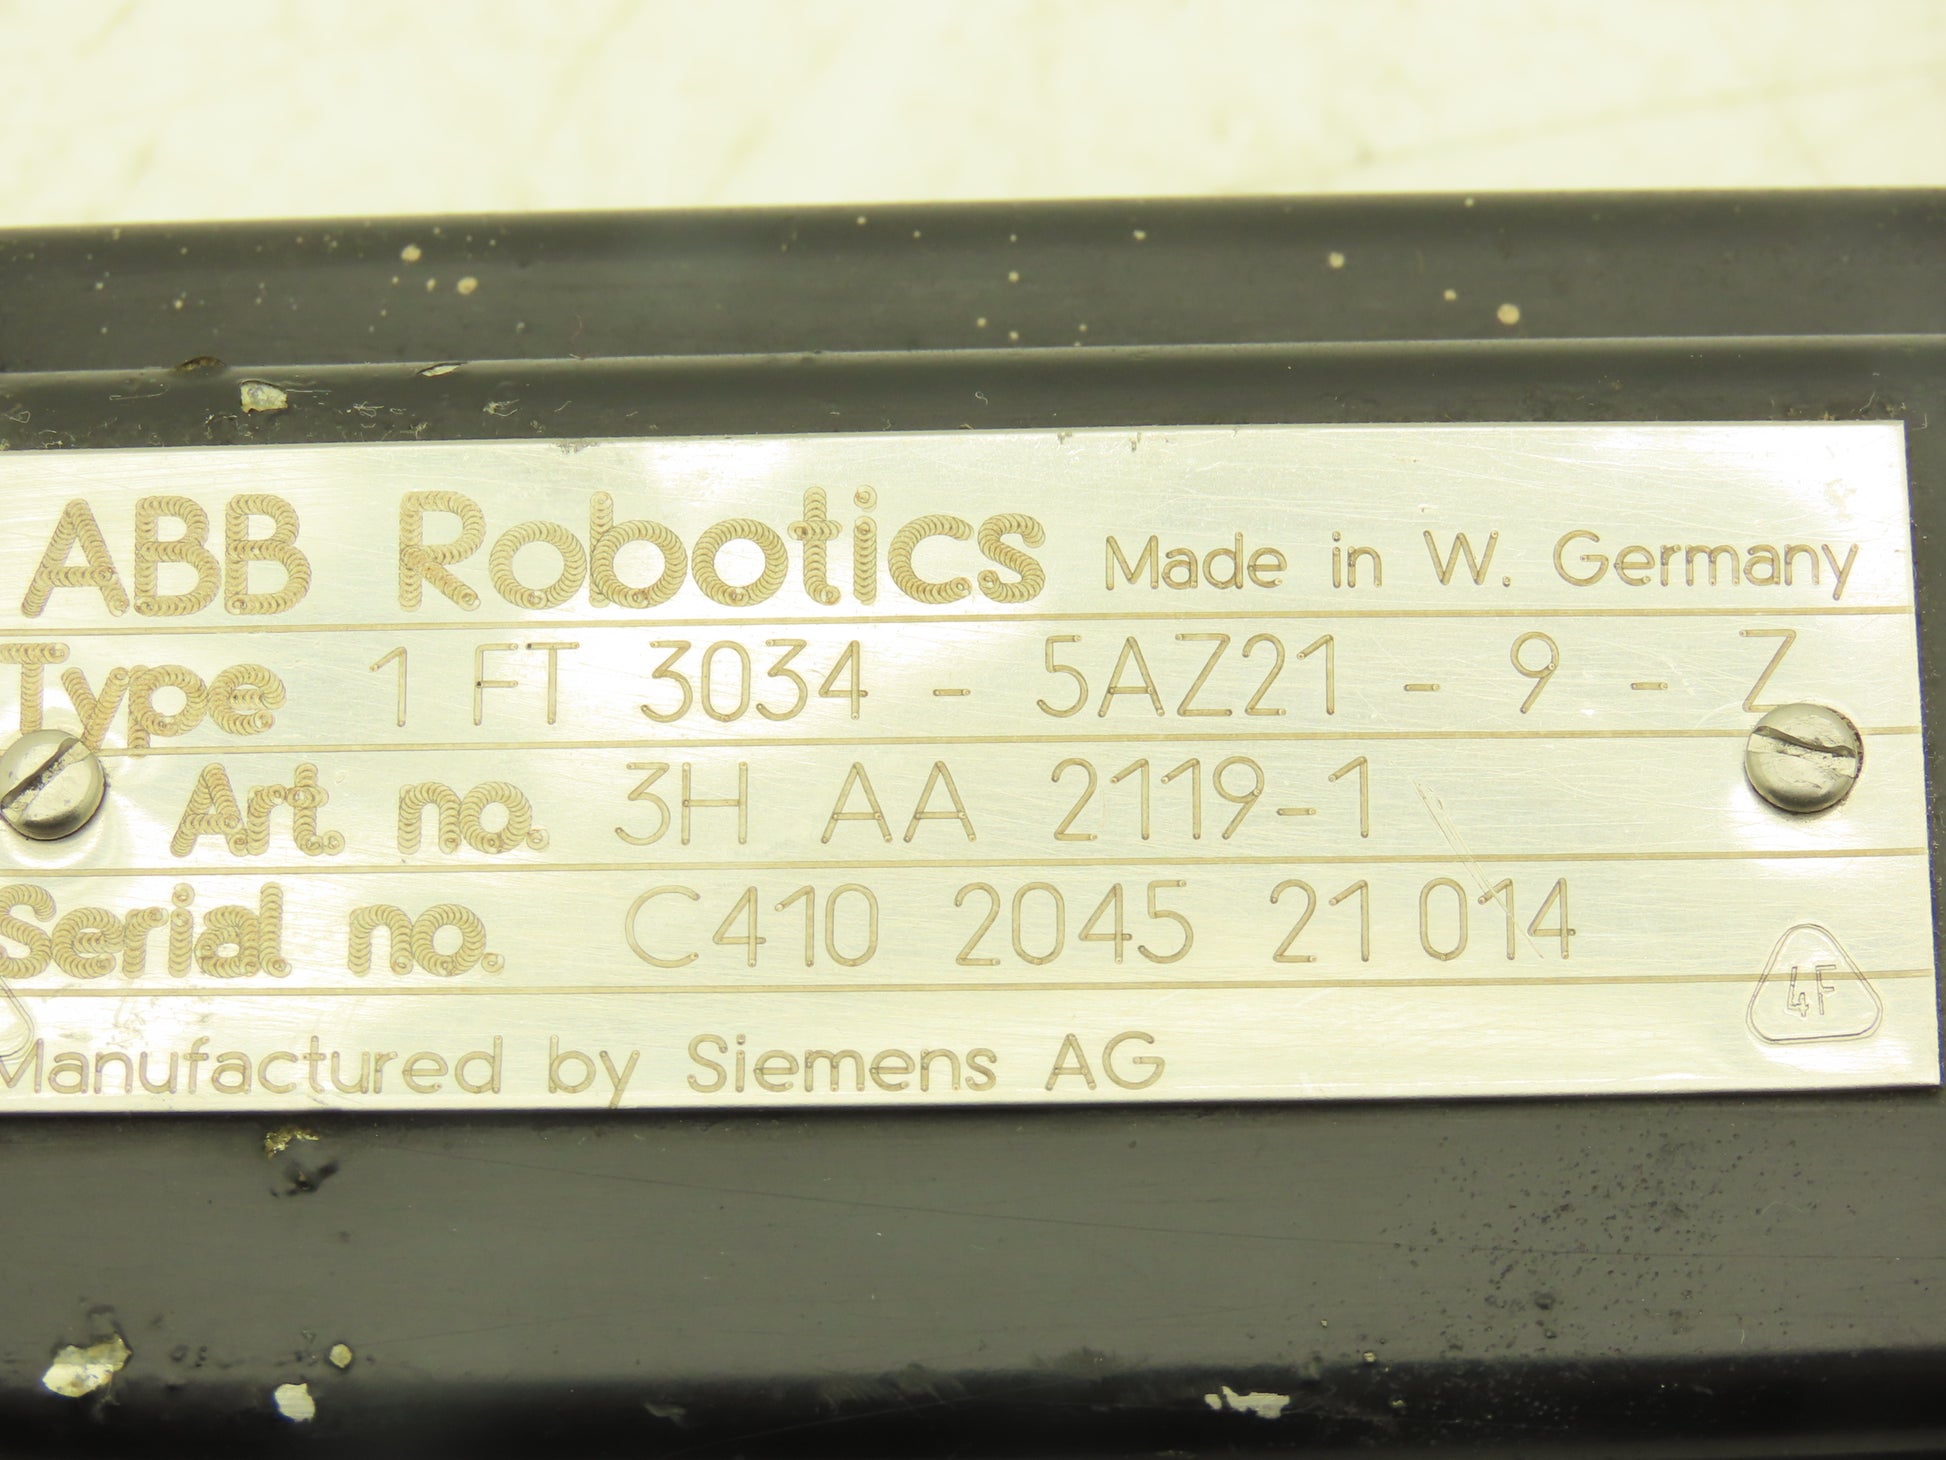 ABB Robotics Made in W. Germany
Type 1 FT 3034 - 5AZ21 - 9 - Z
Art. no. 3H AA 2119-1
Serial no. C410 2045 21 014
4F
Manufactured by Siemens AG